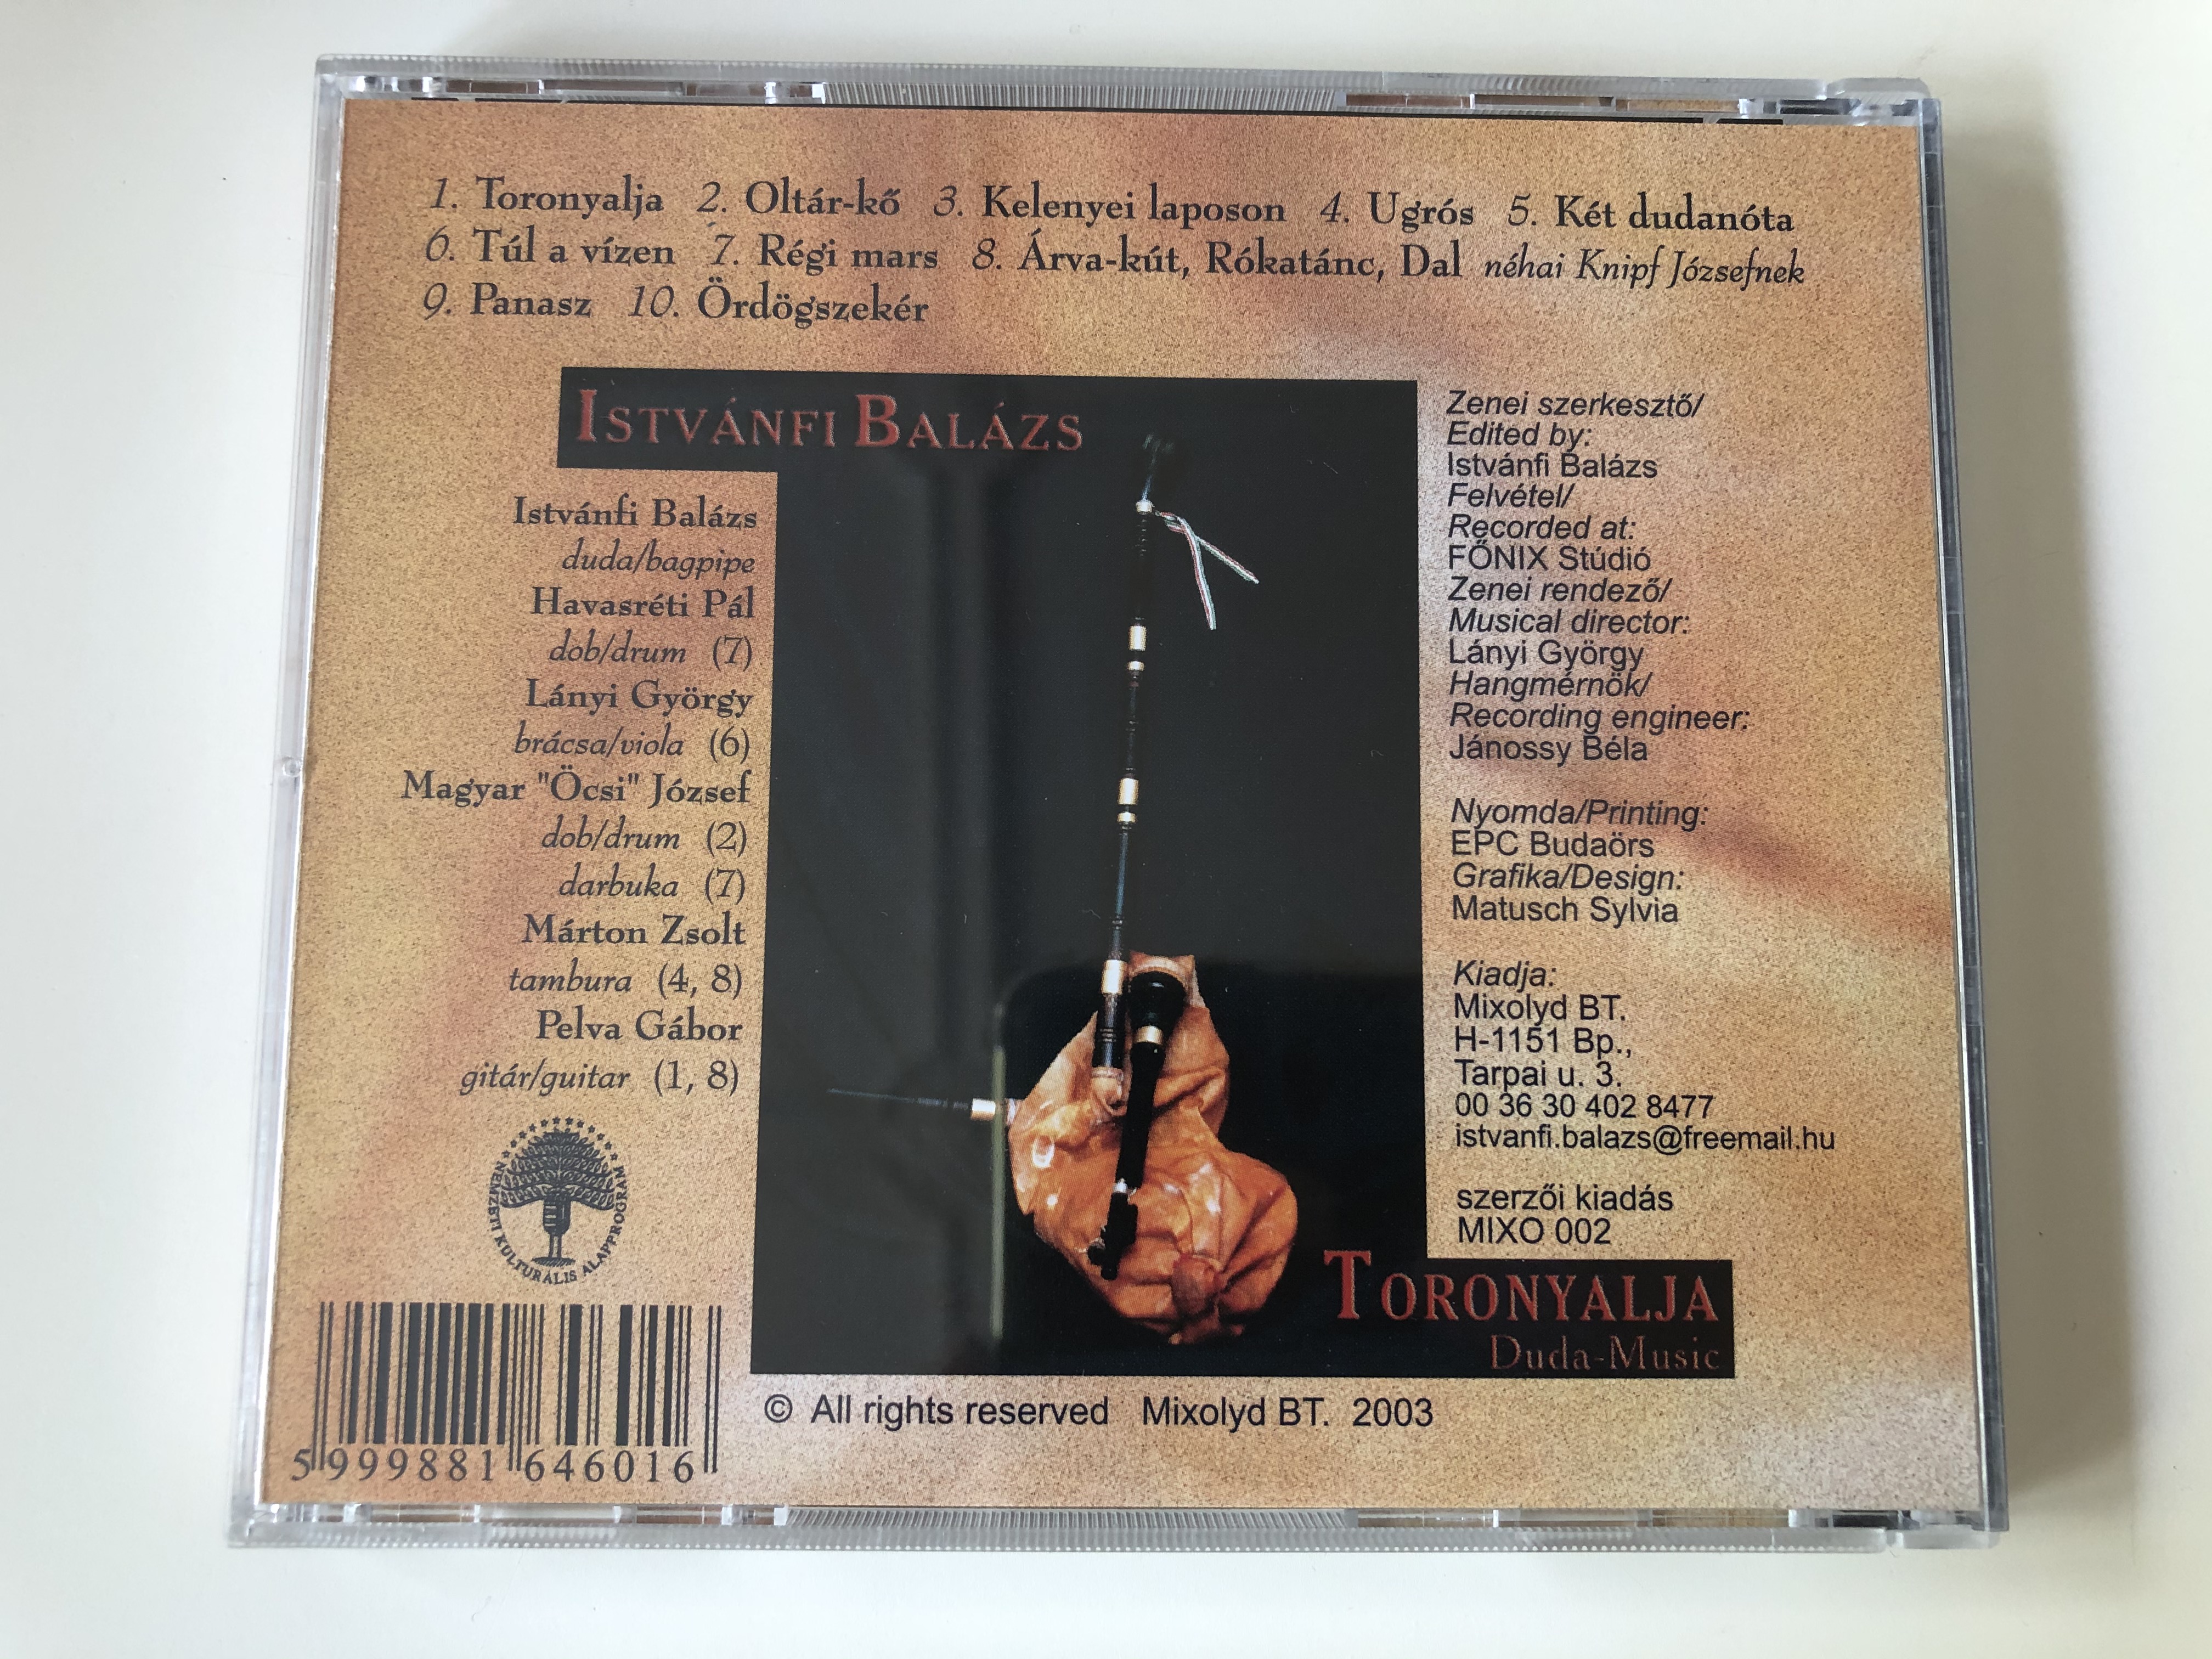 1. Toronyalja 2. Oltár-kő 3. Kelenyei laposon 4. Ugrós 5. Két dudanóta
6. Túl a vízen 7. Régi mars 8. Árva-kút, Rókatánc, Dal néhai Knipf Józsefnek
9. Panasz 10. Ördögszekér
ISTVÁNFI BALÁZS
Istvánfi Balázs
duda/bagpipe
Havasréti Pál
dob/drum (7)
Lányi György
brácsa/viola (6)
Magyar "Öcsi" József
dob/drum (2)
darbuka (7)
Márton Zsolt
tambura (4, 8)
Pelva Gábor
gitár/guitar (1, 8)
NEMZETI KULTURÁLIS ALAPPROGRAM
5 999881 646016
Zenei szerkesztő/
Edited by:
Istvánfi Balázs
Felvétel/
Recorded at:
FŐNIX Stúdió
Zenei rendező/
Musical director:
Lányi György
Hangmérnök/
Recording engineer:
Jánossy Béla
Nyomda/Printing:
EPC Budaörs
Grafika/Design:
Matusch Sylvia
Kiadja:
Mixolyd BT.
H-1151 Bp.,
Tarpai u. 3.
00 36 30 402 8477
istvanfi.balazs@freemail.hu
szerzői kiadás
MIXO 002
TORONYALJA
Duda-Music
© All rights reserved Mixolyd BT. 2003